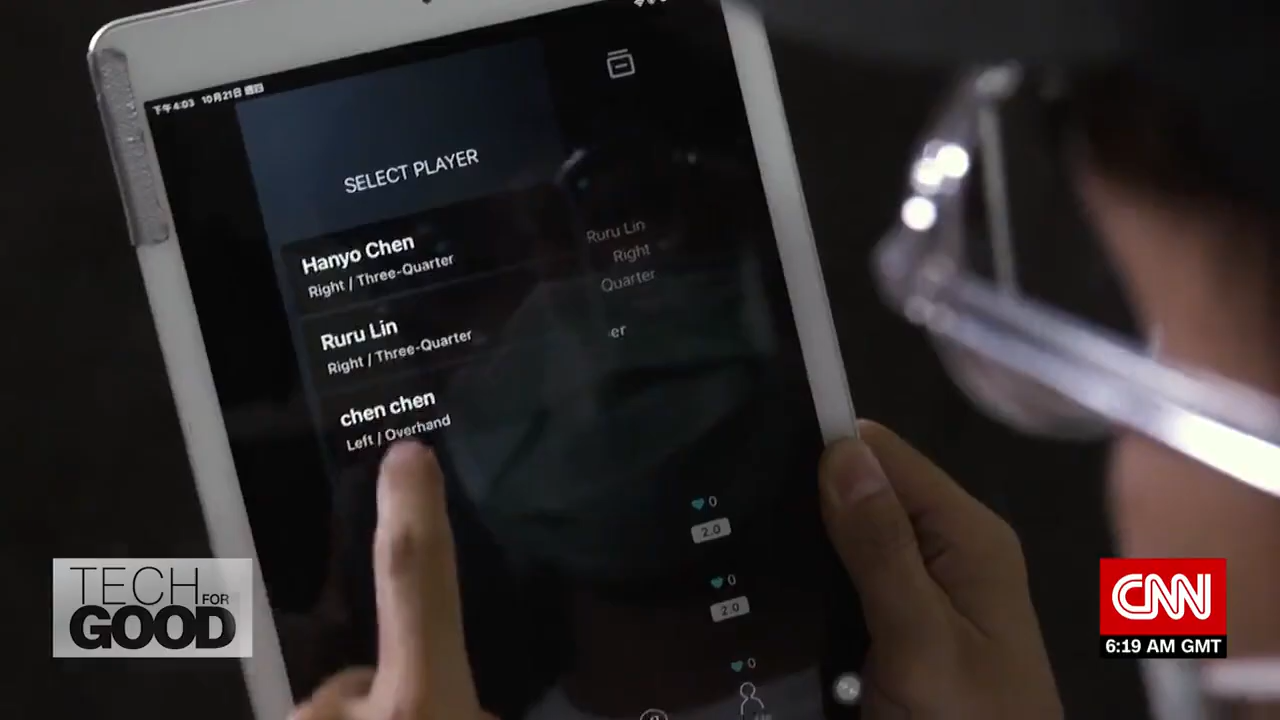 下午4:03 10月21日 週四
SELECT PLAYER
Hanyo Chen
Right / Three-Quarter
Ruru Lin
Right / Three-Quarter
chen chen
Left / Overhand
Ruru Lin
Right
Quarter
er
0
2.0
0
2.0
0
TECH
FOR
GOOD
CNN
6:19 AM GMT